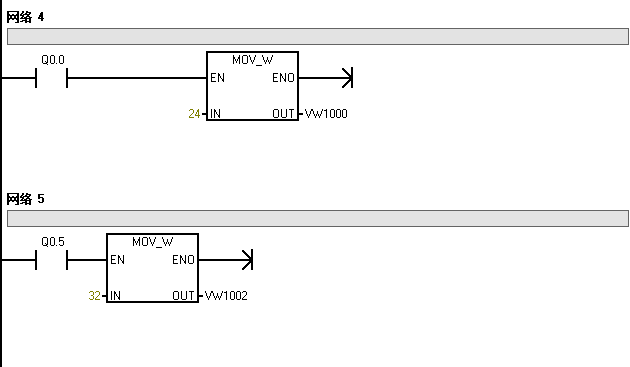 网络 4
Q0.0
MOV_W
EN ENO
24 IN OUT VW1000
网络 5
Q0.5
MOV_W
EN ENO
32 IN OUT VW1002